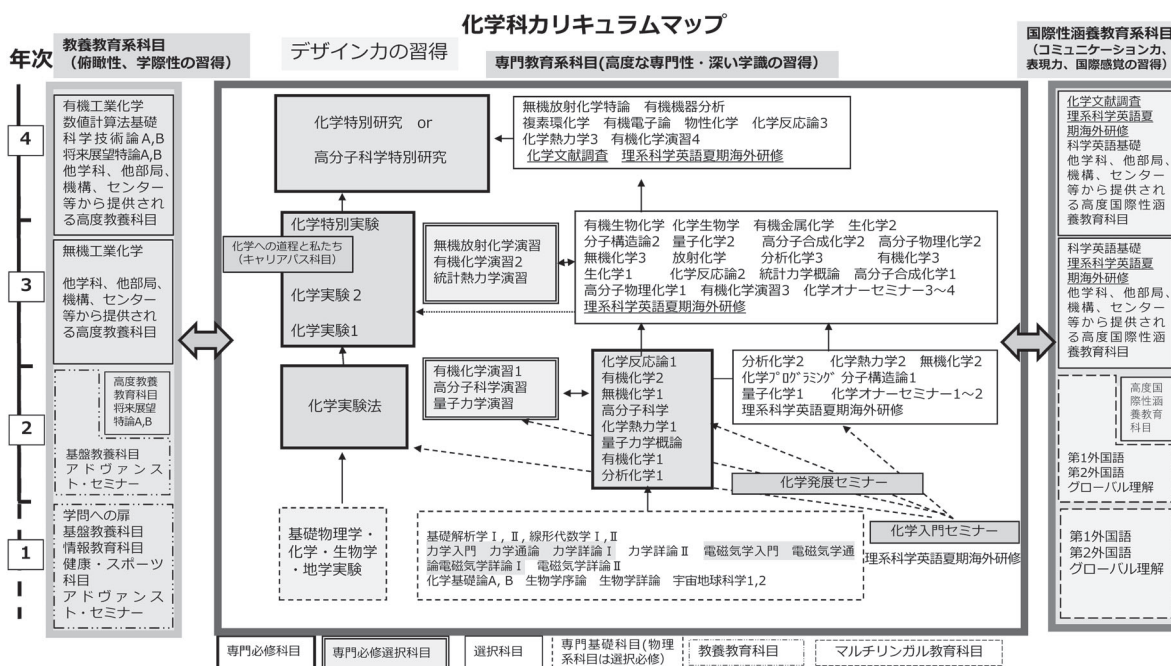 化学科カリキュラムマップ
年次
教養教育系科目
（俯瞰性、学際性の習得）
デザイン力の習得
専門教育系科目(高度な専門性・深い学識の習得）
国際性涵養教育系科目
（コミュニケーション力、
表現力、国際感覚の習得）
4
有機工業化学
数値計算法基礎
科学技術論A,B
将来展望特論A,B
他学科、他部局、
機構、センター
等から提供され
る高度教養科目
化学特別研究 or
高分子科学特別研究
無機放射化学特論 有機機器分析
複素環化学 有機電子論 物性化学 化学反応論3
化学熱力学3 有機化学演習4
化学文献調査 理系科学英語夏期海外研修
化学文献調査
理系科学英語夏
期海外研修
科学英語基礎
他学科、他部局、
機構、センター
等から提供され
る高度国際性涵
養教育科目
3
無機工業化学
他学科、他部局、
機構、センター
等から提供され
る高度教養科目
化学特別実験
化学への道程と私たち
（キャリアパス科目）
化学実験２
化学実験1
無機放射化学演習
有機化学演習2
統計熱力学演習
有機生物化学 化学生物学 有機金属化学 生化学2
分子構造論2 量子化学2 高分子合成化学2 高分子物理化学2
無機化学3 放射化学 分析化学3 有機化学3
生化学1 化学反応論2 統計力学概論 高分子合成化学1
高分子物理化学1 有機化学演習3 化学オナーセミナー3～4
理系科学英語夏期海外研修
科学英語基礎
理系科学英語夏
期海外研修
他学科、他部局、
機構、センター
等から提供され
る高度国際性涵
養教育科目
2
高度教養
教育科目
将来展望
特論A,B
基盤教養科目
アドヴァンス
ト・セミナー
化学実験法
有機化学演習1
高分子科学演習
量子力学演習
化学反応論1
有機化学2
無機化学1
高分子科学
化学熱力学1
量子力学概論
有機化学1
分析化学1
分析化学2 化学熱力学2 無機化学2
化学ﾌﾟﾛｸﾞﾗﾐﾝｸﾞ 分子構造論1
量子化学1 化学オナーセミナー1～2
理系科学英語夏期海外研修
化学発展セミナー
高度国
際性涵
養教育
科目
第1外国語
第2外国語
グローバル理解
1
学問への扉
基盤教養科目
情報教育科目
健康・スポーツ
科目
アドヴァンス
ト・セミナー
基礎物理学・
化学・生物学
・地学実験
基礎解析学Ⅰ,Ⅱ, 線形代数学Ⅰ,Ⅱ
力学入門 力学通論 力学詳論Ⅰ 力学詳論Ⅱ 電磁気学入門 電磁気学通
論電磁気学詳論Ⅰ 電磁気学詳論Ⅱ
化学基礎論A, B 生物学序論 生物学詳論 宇宙地球科学1,2
化学入門セミナー
理系科学英語夏期海外研修
第1外国語
第2外国語
グローバル理解
専門必修科目
専門必修選択科目
選択科目
専門基礎科目(物理
系科目は選択必修）
教養教育科目
マルチリンガル教育科目